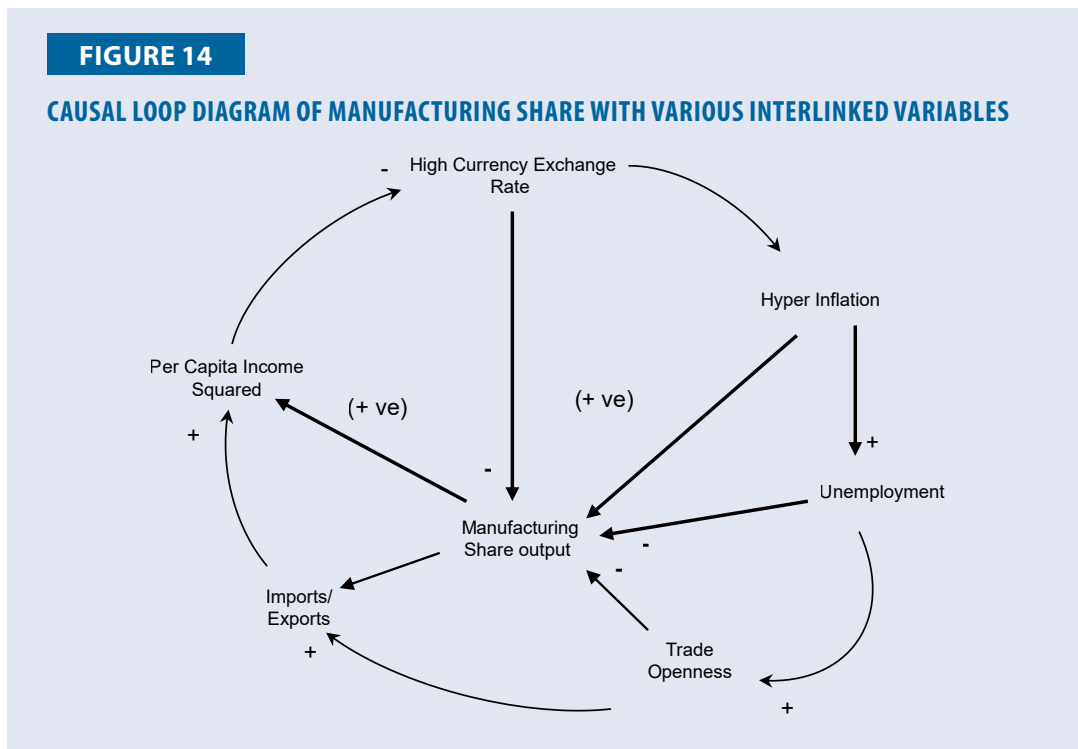 FIGURE 14
CAUSAL LOOP DIAGRAM OF MANUFACTURING SHARE WITH VARIOUS INTERLINKED VARIABLES
-
High Currency Exchange
Rate
Hyper Inflation
Per Capita Income
Squared
(+ ve)
(+ ve)
+
+
-
Unemployment
Manufacturing
Share output
-
-
Imports/
Exports
+
Trade
Openness
+